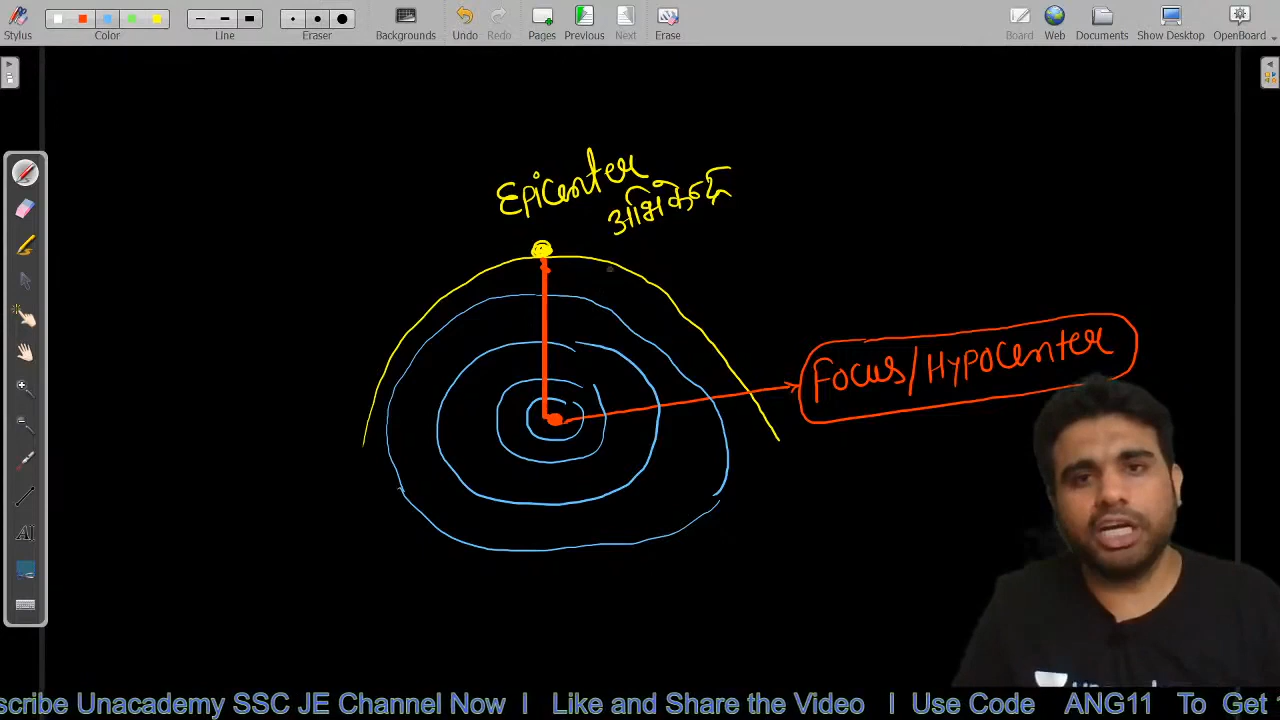 Stylus
Color
Line
Eraser
Backgrounds
Undo
Redo
Pages
Previous
Next
Erase
Board
Web
Documents
Show Desktop
OpenBoard
Epicenter
अभिकेन्द्र
Focus/Hypocenter
scribe Unacademy SSC JE Channel Now I Like and Share the Video I Use Code ANG11 To Get